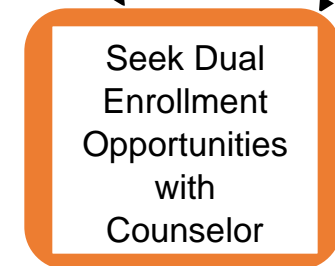 Seek Dual
Enrollment
Opportunities
with
Counselor